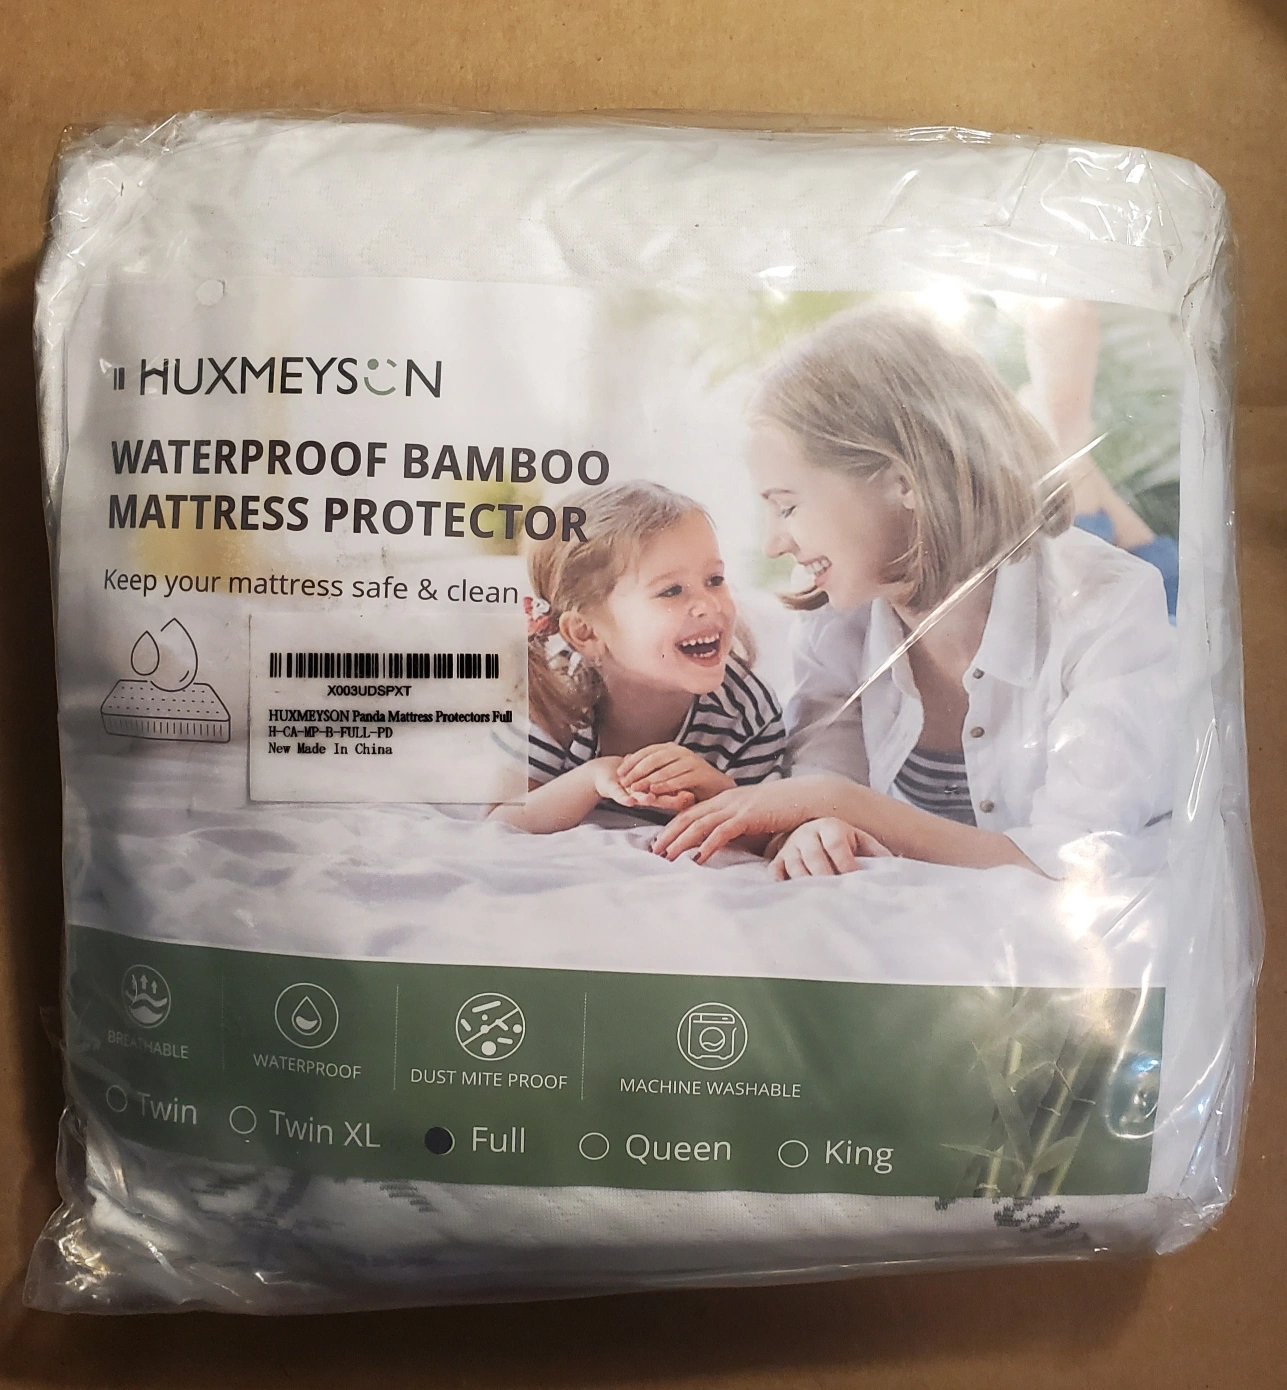 HUXMEYSON
WATERPROOF BAMBOO
MATTRESS PROTECTOR
Keep your mattress safe & clean
X003UDSPXT
HUXMEYSON Panda Mattress Protectors Full
H-CA-MP-B-FULL-PD
New Made In China
BREATHABLE
WATERPROOF
DUST MITE PROOF
MACHINE WASHABLE
Twin
Twin XL
Full
Queen
King